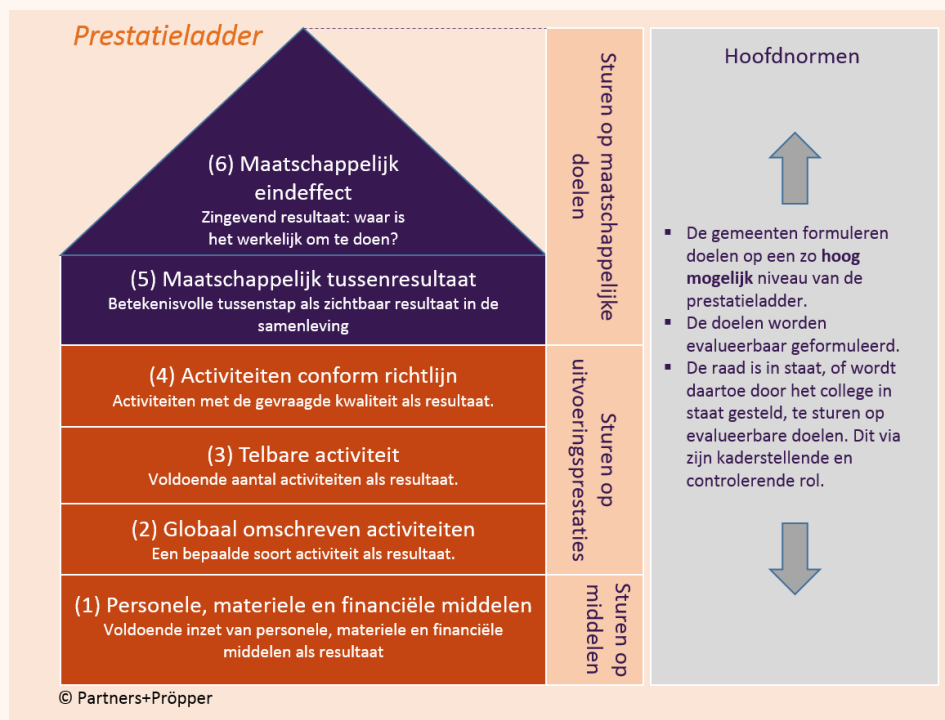 Prestatieladder
(6) Maatschappelijk
eindeffect
Zingevend resultaat: waar is
het werkelijk om te doen?
(5) Maatschappelijk tussenresultaat
Betekenisvolle tussenstap als zichtbaar resultaat in de
samenleving
(4) Activiteiten conform richtlijn
Activiteiten met de gevraagde kwaliteit als resultaat.
(3) Telbare activiteit
Voldoende aantal activiteiten als resultaat.
(2) Globaal omschreven activiteiten
Een bepaalde soort activiteit als resultaat.
(1) Personele, materiele en financiële middelen
Voldoende inzet van personele, materiele en financiële
middelen als resultaat
© Partners+Pröpper
Sturen op maatschappelijke
doelen
Sturen op
uitvoeringsprestaties
Sturen op
middelen
Hoofdnormen
▪ De gemeenten formuleren
doelen op een zo hoog
mogelijk niveau van de
prestatieladder.
▪ De doelen worden
evalueerbaar geformuleerd.
▪ De raad is in staat, of wordt
daartoe door het college in
staat gesteld, te sturen op
evalueerbare doelen. Dit via
zijn kaderstellende en
controlerende rol.